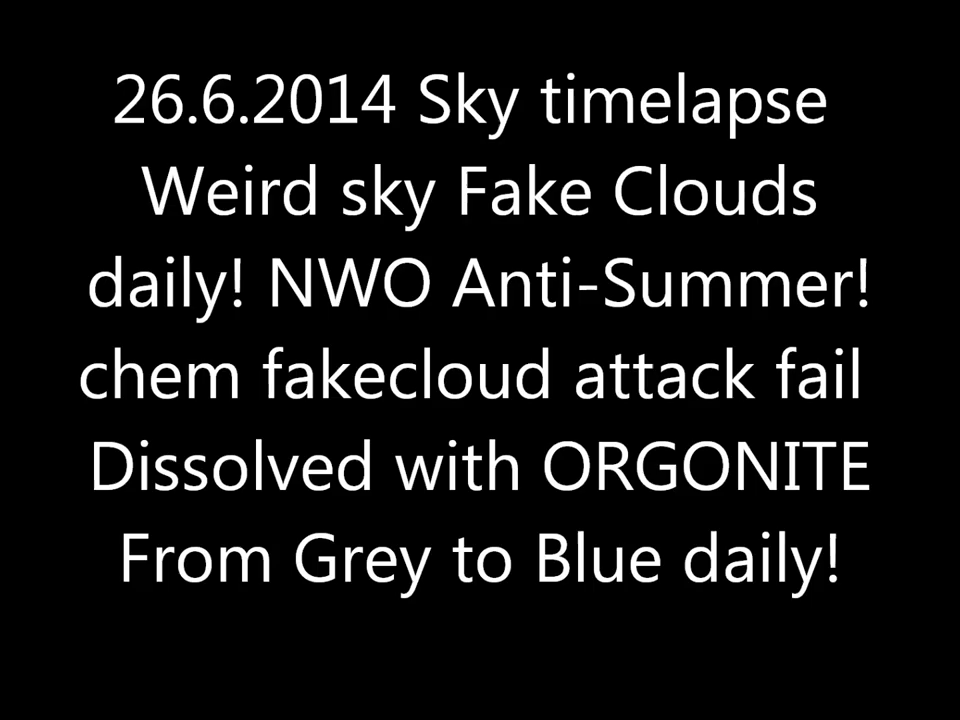 26.6.2014 Sky timelapse
Weird sky Fake Clouds
daily! NWO Anti-Summer!
chem fakecloud attack fail
Dissolved with ORGONITE
From Grey to Blue daily!